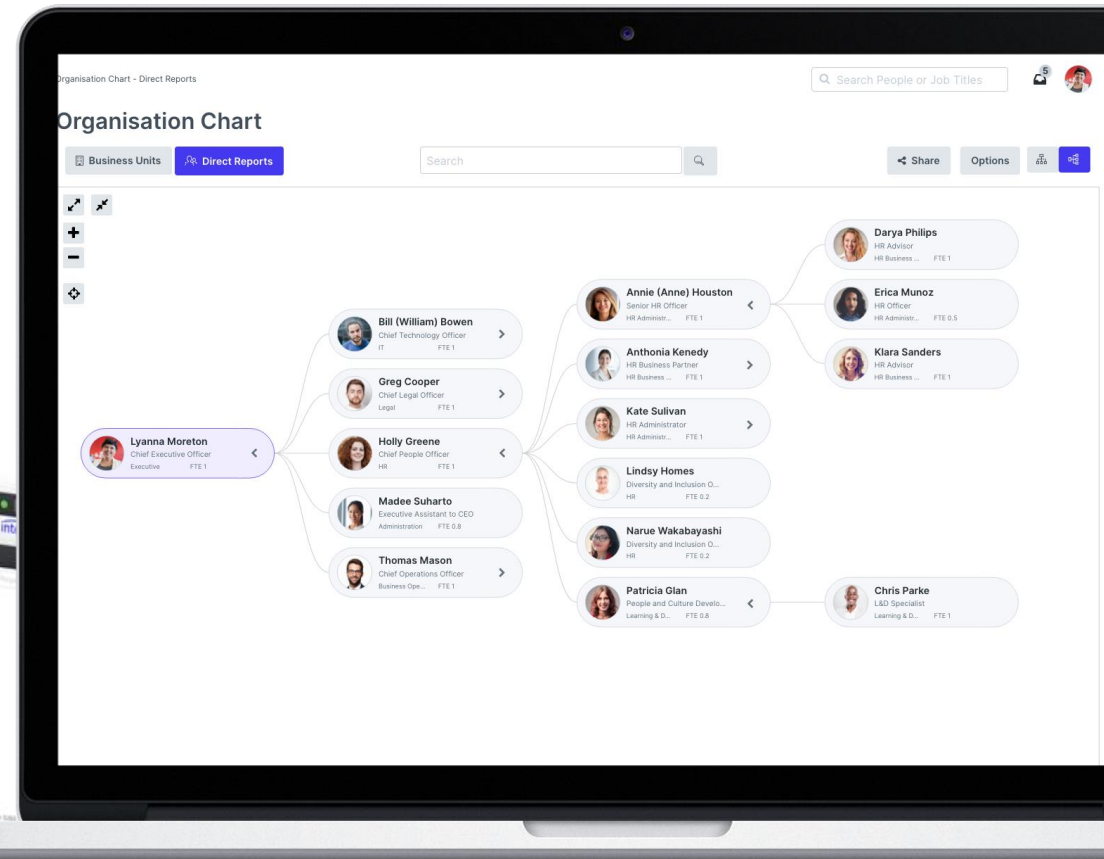 Organisation Chart - Direct Reports
Search People or Job Titles
5
Organisation Chart
Business Units
Direct Reports
Search
Share
Options
Darya Philips
HR Advisor
HR Business ... FTE 1
Annie (Anne) Houston
Senior HR Officer
HR Administr... FTE 1
Erica Munoz
HR Officer
HR Administr... FTE 0.5
Bill (William) Bowen
Chief Technology Officer
IT FTE 1
Anthonia Kenedy
HR Business Partner
HR Business ... FTE 1
Klara Sanders
HR Advisor
HR Business ... FTE 1
Greg Cooper
Chief Legal Officer
Legal FTE 1
Kate Sulivan
HR Administrator
HR Administr... FTE 1
Lyanna Moreton
Chief Executive Officer
Executive FTE 1
Holly Greene
Chief People Officer
HR FTE 1
Lindsy Homes
Diversity and Inclusion O...
HR FTE 0.2
Madee Suharto
Executive Assistant to CEO
Administration FTE 0.8
Narue Wakabayashi
Diversity and Inclusion O...
HR FTE 0.2
Thomas Mason
Chief Operations Officer
Business Ope... FTE 1
Patricia Glan
People and Culture Develo...
Learning & D... FTE 0.8
Chris Parke
L&D Specialist
Learning & D... FTE 1